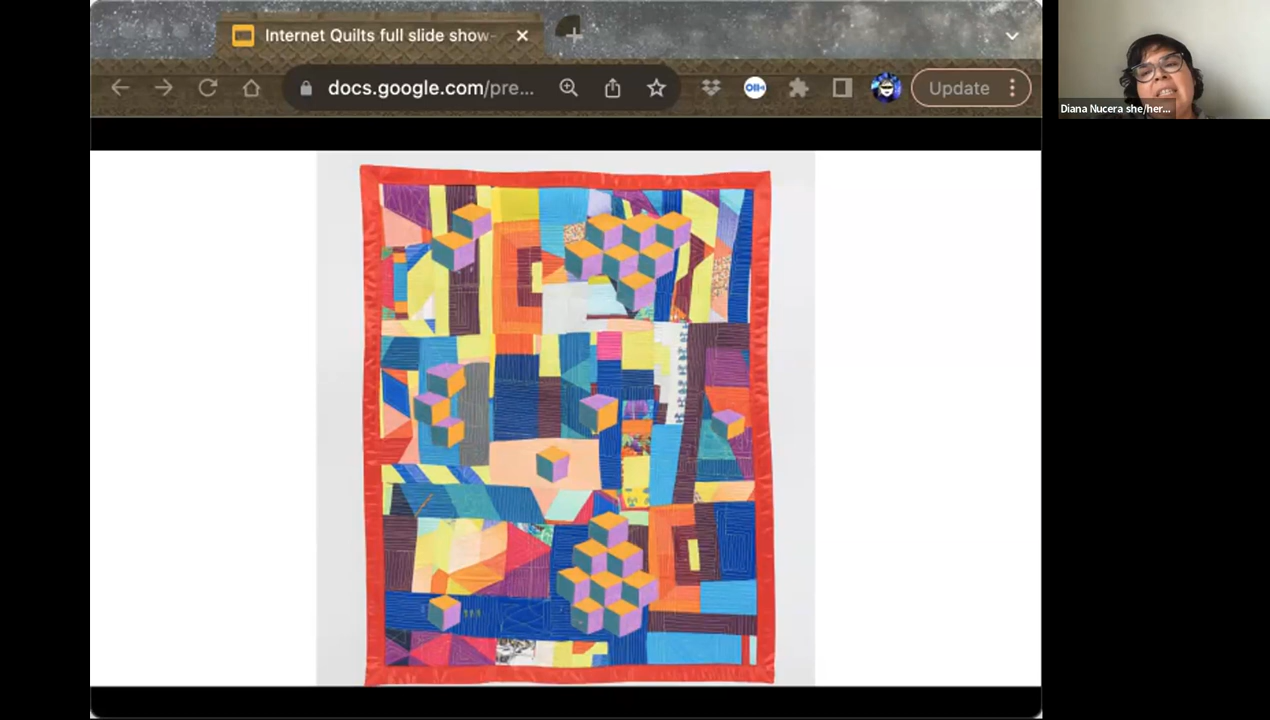 Internet Quilts full slide show-
docs.google.com/pre...
Update
Diana Nucera she/her...